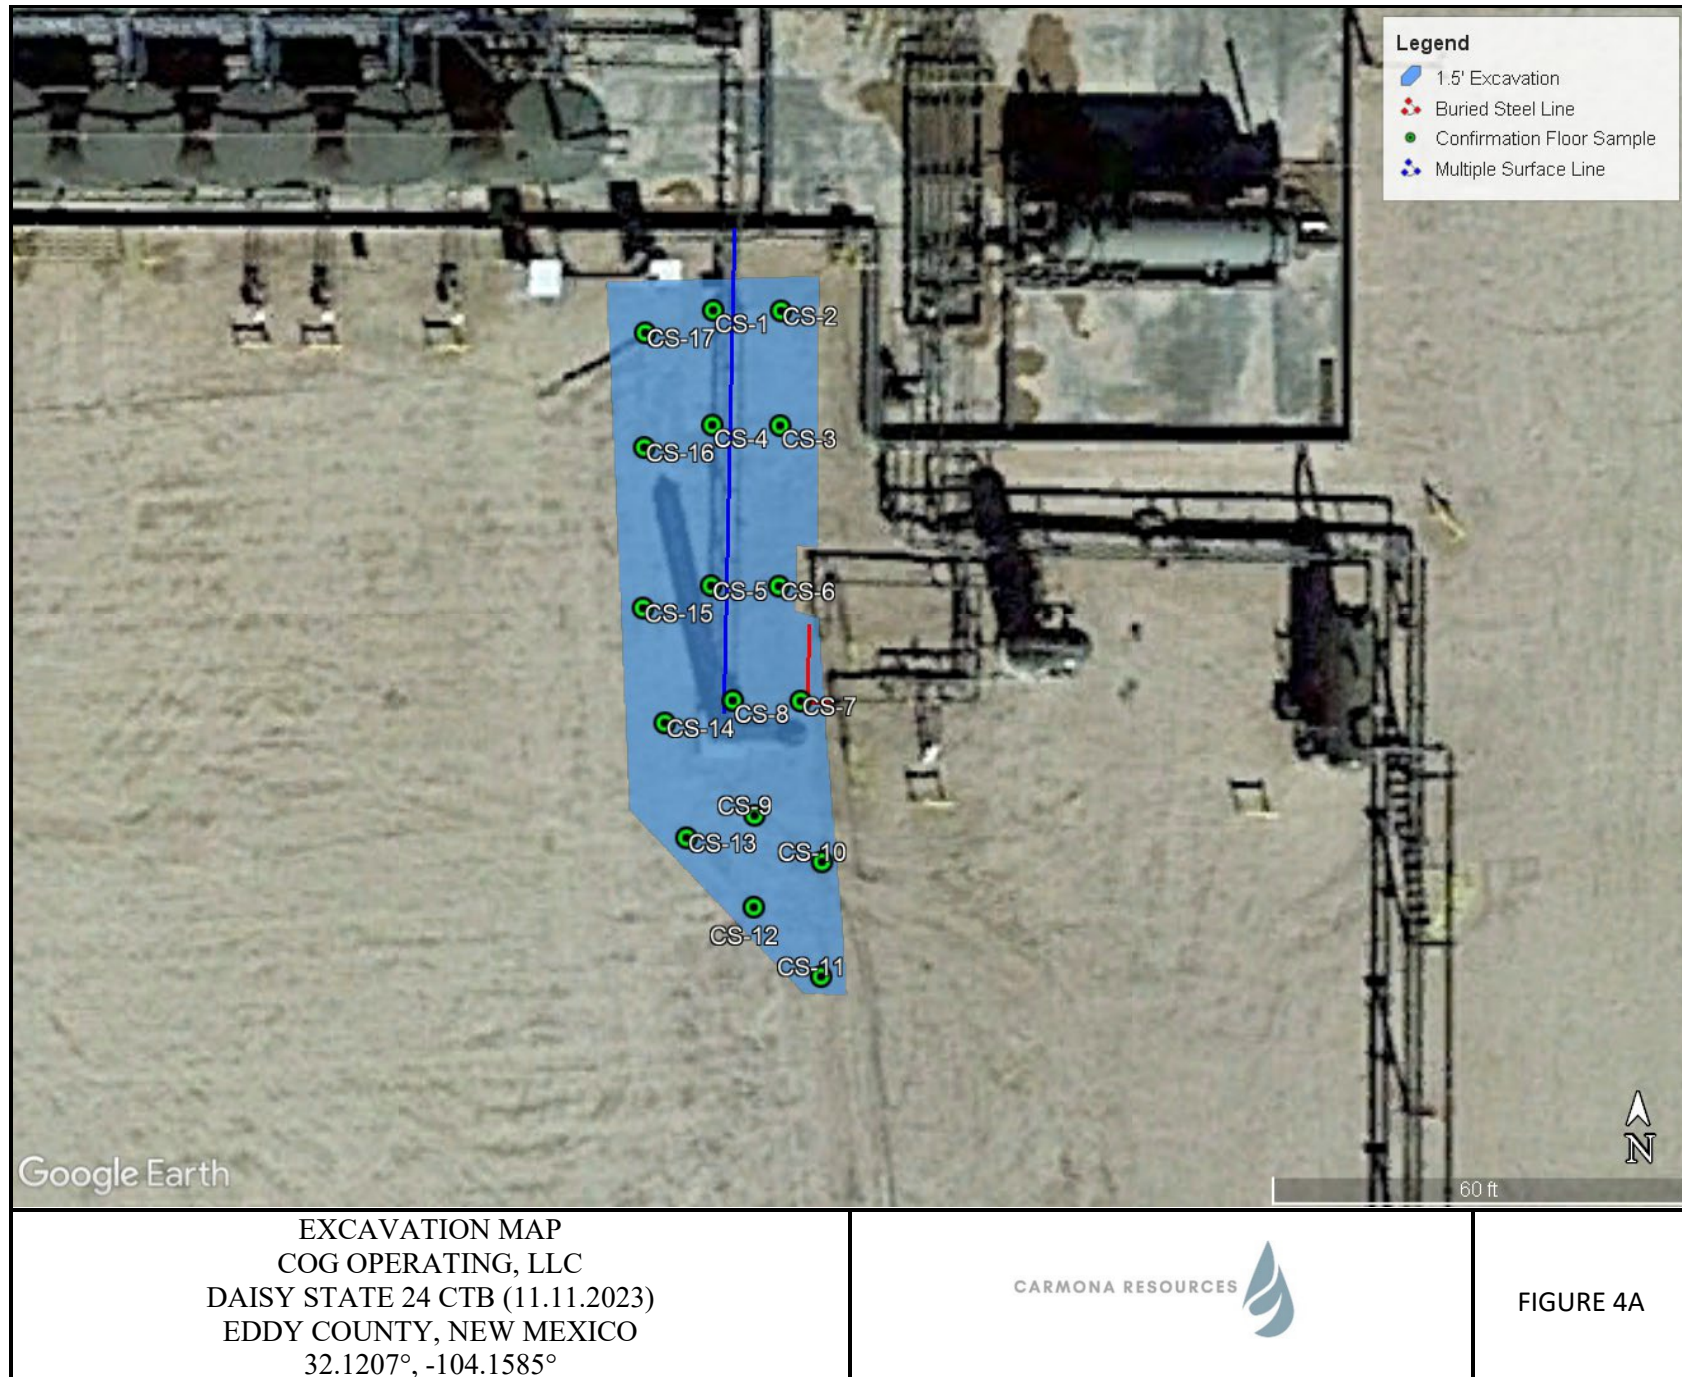 Legend
1.5' Excavation
Buried Steel Line
Confirmation Floor Sample
Multiple Surface Line
CS-1
CS-2
CS-17
CS-4
CS-3
CS-16
CS-5
CS-6
CS-15
CS-7
CS-8
CS-14
CS-9
CS-13
CS-10
CS-12
CS-11
N
Google Earth
60 ft
EXCAVATION MAP
COG OPERATING, LLC
DAISY STATE 24 CTB (11.11.2023)
EDDY COUNTY, NEW MEXICO
32.1207°, -104.1585°
CARMONA RESOURCES
FIGURE 4A